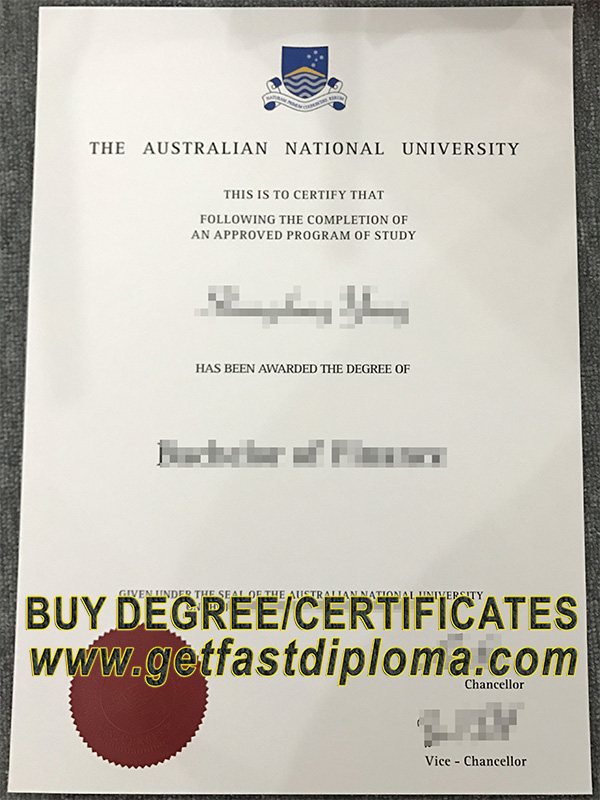 THE AUSTRALIAN NATIONAL UNIVERSITY
THIS IS TO CERTIFY THAT
FOLLOWING THE COMPLETION OF
AN APPROVED PROGRAM OF STUDY
HAS BEEN AWARDED THE DEGREE OF
GIVEN UNDER THE SEAL OF THE AUSTRALIAN NATIONAL UNIVERSITY
BUY DEGREE/CERTIFICATES
www.getfastdiploma.com
Chancellor
Vice - Chancellor